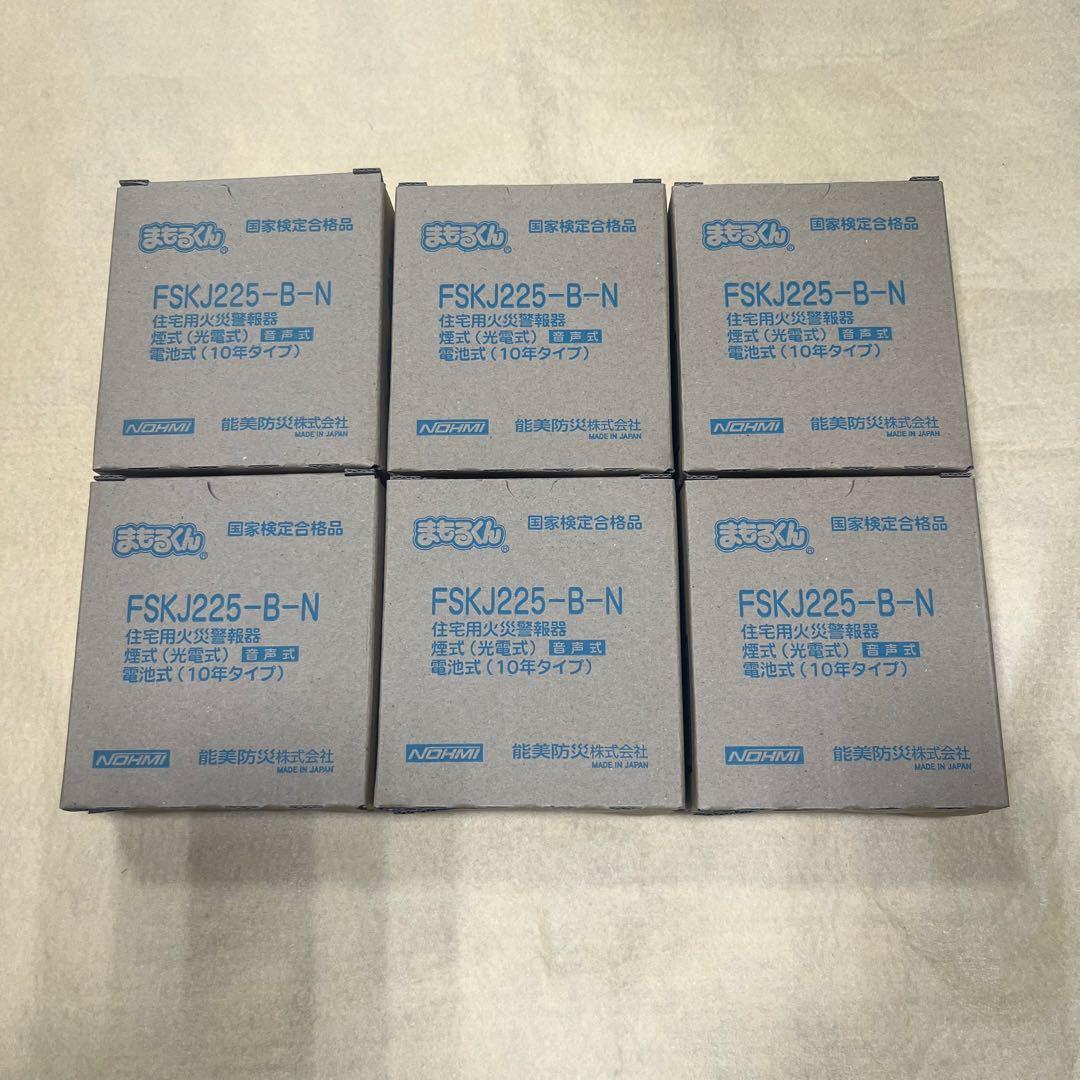 まもるくん® 国家検定合格品
FSKJ225-B-N
住宅用火災警報器
煙式(光電式) 音声式
電池式(10年タイプ)
NOHMI 能美防災株式会社
MADE IN JAPAN
まもるくん® 国家検定合格品
FSKJ225-B-N
住宅用火災警報器
煙式(光電式) 音声式
電池式(10年タイプ)
NOHMI 能美防災株式会社
MADE IN JAPAN
まもるくん® 国家検定合格品
FSKJ225-B-N
住宅用火災警報器
煙式(光電式) 音声式
電池式(10年タイプ)
NOHMI 能美防災株式会社
MADE IN JAPAN
まもるくん® 国家検定合格品
FSKJ225-B-N
住宅用火災警報器
煙式(光電式) 音声式
電池式(10年タイプ)
NOHMI 能美防災株式会社
MADE IN JAPAN
まもるくん® 国家検定合格品
FSKJ225-B-N
住宅用火災警報器
煙式(光電式) 音声式
電池式(10年タイプ)
NOHMI 能美防災株式会社
MADE IN JAPAN
まもるくん® 国家検定合格品
FSKJ225-B-N
住宅用火災警報器
煙式(光電式) 音声式
電池式(10年タイプ)
NOHMI 能美防災株式会社
MADE IN JAPAN